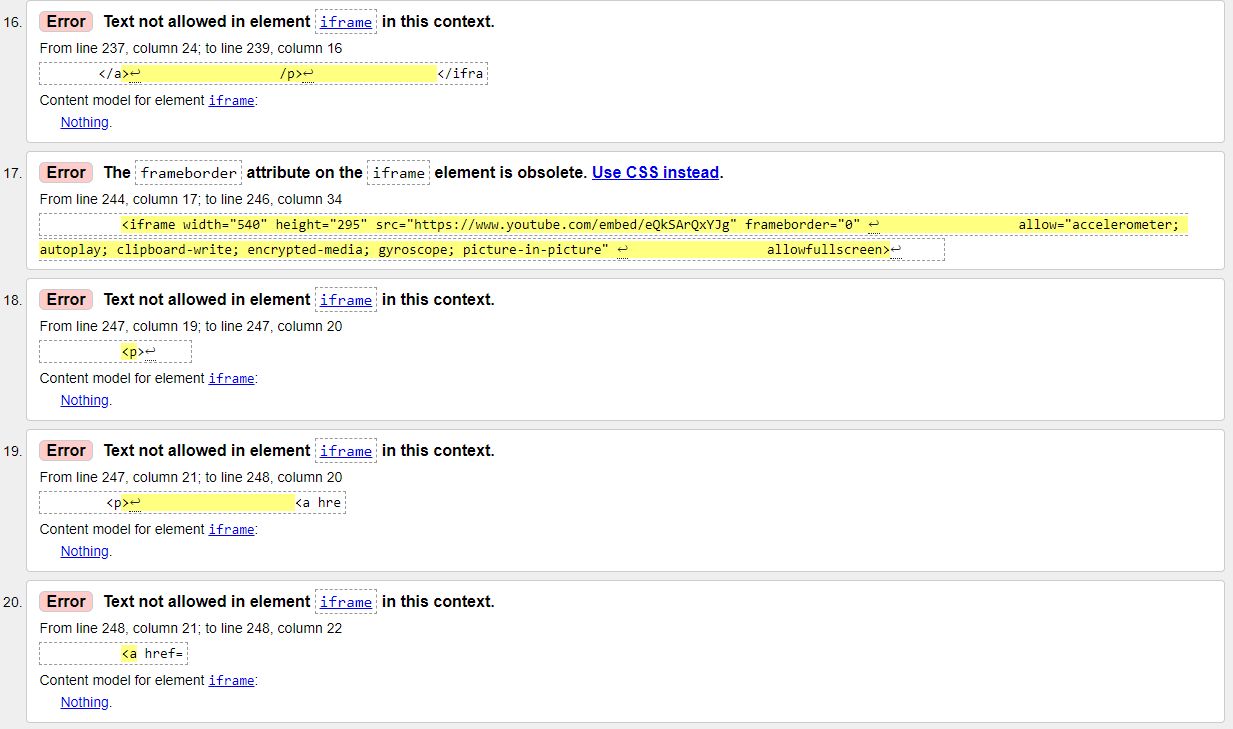 16. Error Text not allowed in element iframe in this context.
From line 237, column 24; to line 239, column 16
</a>↩ /p>↩ </ifra
Content model for element iframe:
Nothing.
17. Error The frameborder attribute on the iframe element is obsolete. Use CSS instead.
From line 244, column 17; to line 246, column 34
<iframe width="540" height="295" src="https://www.youtube.com/embed/eQkSArQxYJg" frameborder="0" ↩ allow="accelerometer;
autoplay; clipboard-write; encrypted-media; gyroscope; picture-in-picture" ↩ allowfullscreen>↩
18. Error Text not allowed in element iframe in this context.
From line 247, column 19; to line 247, column 20
<p>↩
Content model for element iframe:
Nothing.
19. Error Text not allowed in element iframe in this context.
From line 247, column 21; to line 248, column 20
<p>↩ <a hre
Content model for element iframe:
Nothing.
20. Error Text not allowed in element iframe in this context.
From line 248, column 21; to line 248, column 22
<a href=
Content model for element iframe:
Nothing.